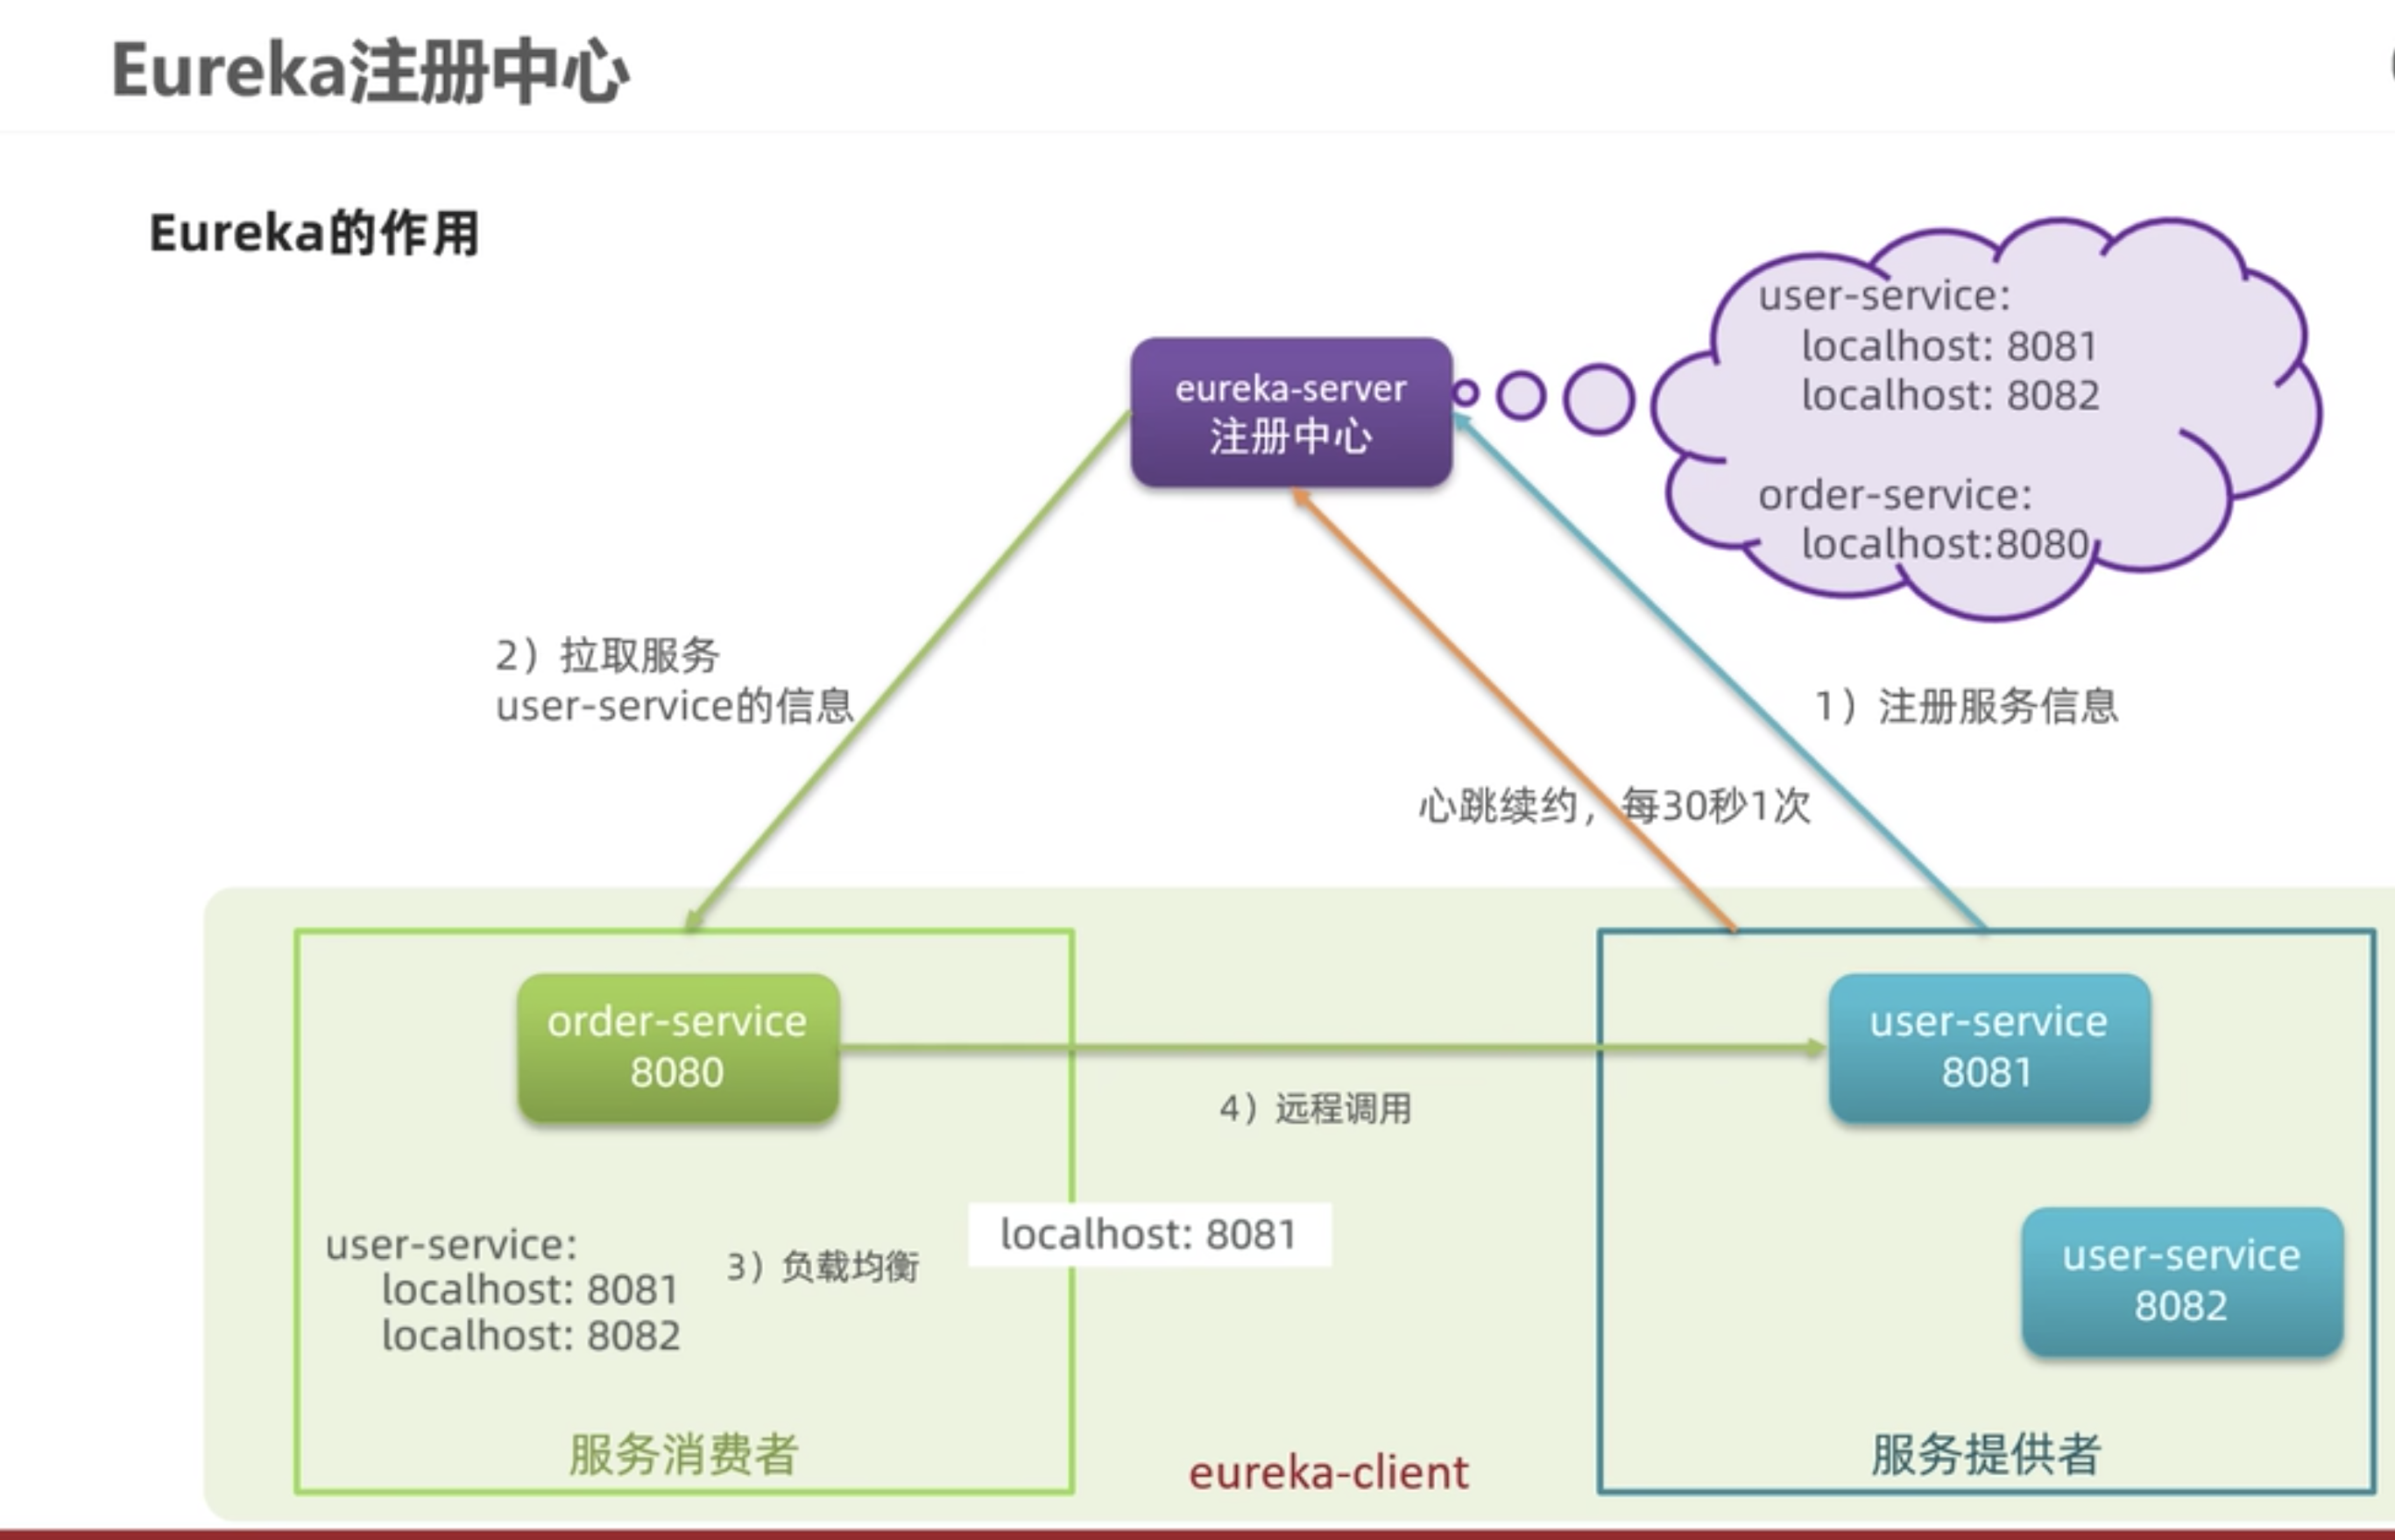 Eureka注册中心
Eureka的作用
eureka-server
注册中心
user-service:
localhost: 8081
localhost: 8082
order-service:
localhost:8080
2）拉取服务
user-service的信息
1）注册服务信息
心跳续约，每30秒1次
order-service
8080
user-service
8081
4）远程调用
user-service:
localhost: 8081
localhost: 8082
3）负载均衡
localhost: 8081
user-service
8082
服务消费者
eureka-client
服务提供者